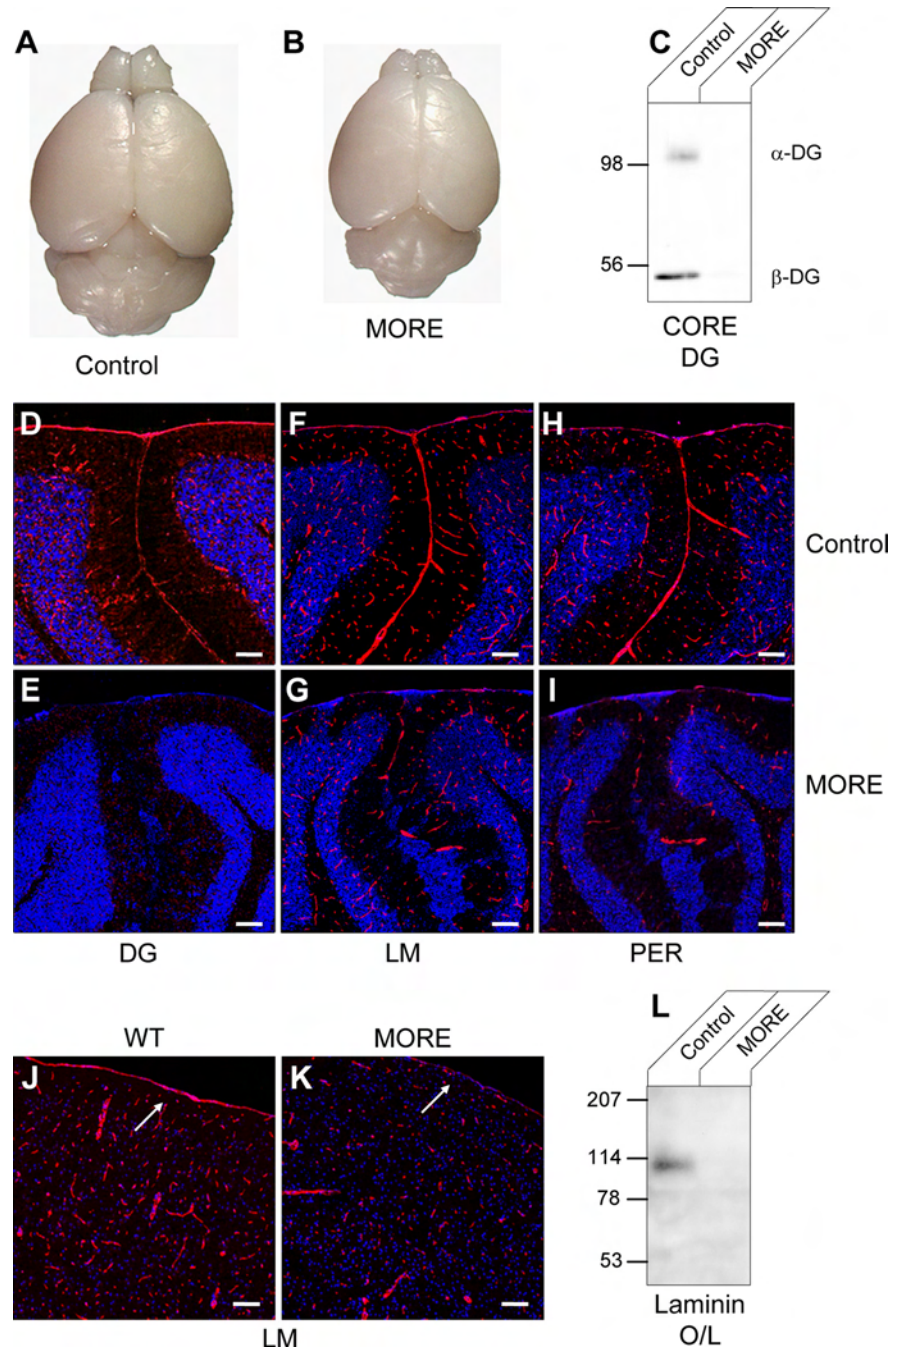 A
B
C
Control
MORE
98
α-DG
56
β-DG
Control
MORE
CORE
DG
D
F
H
Control
E
G
I
MORE
DG
LM
PER
WT
MORE
L
Control
MORE
J
K
207
114
78
53
LM
Laminin
O/L